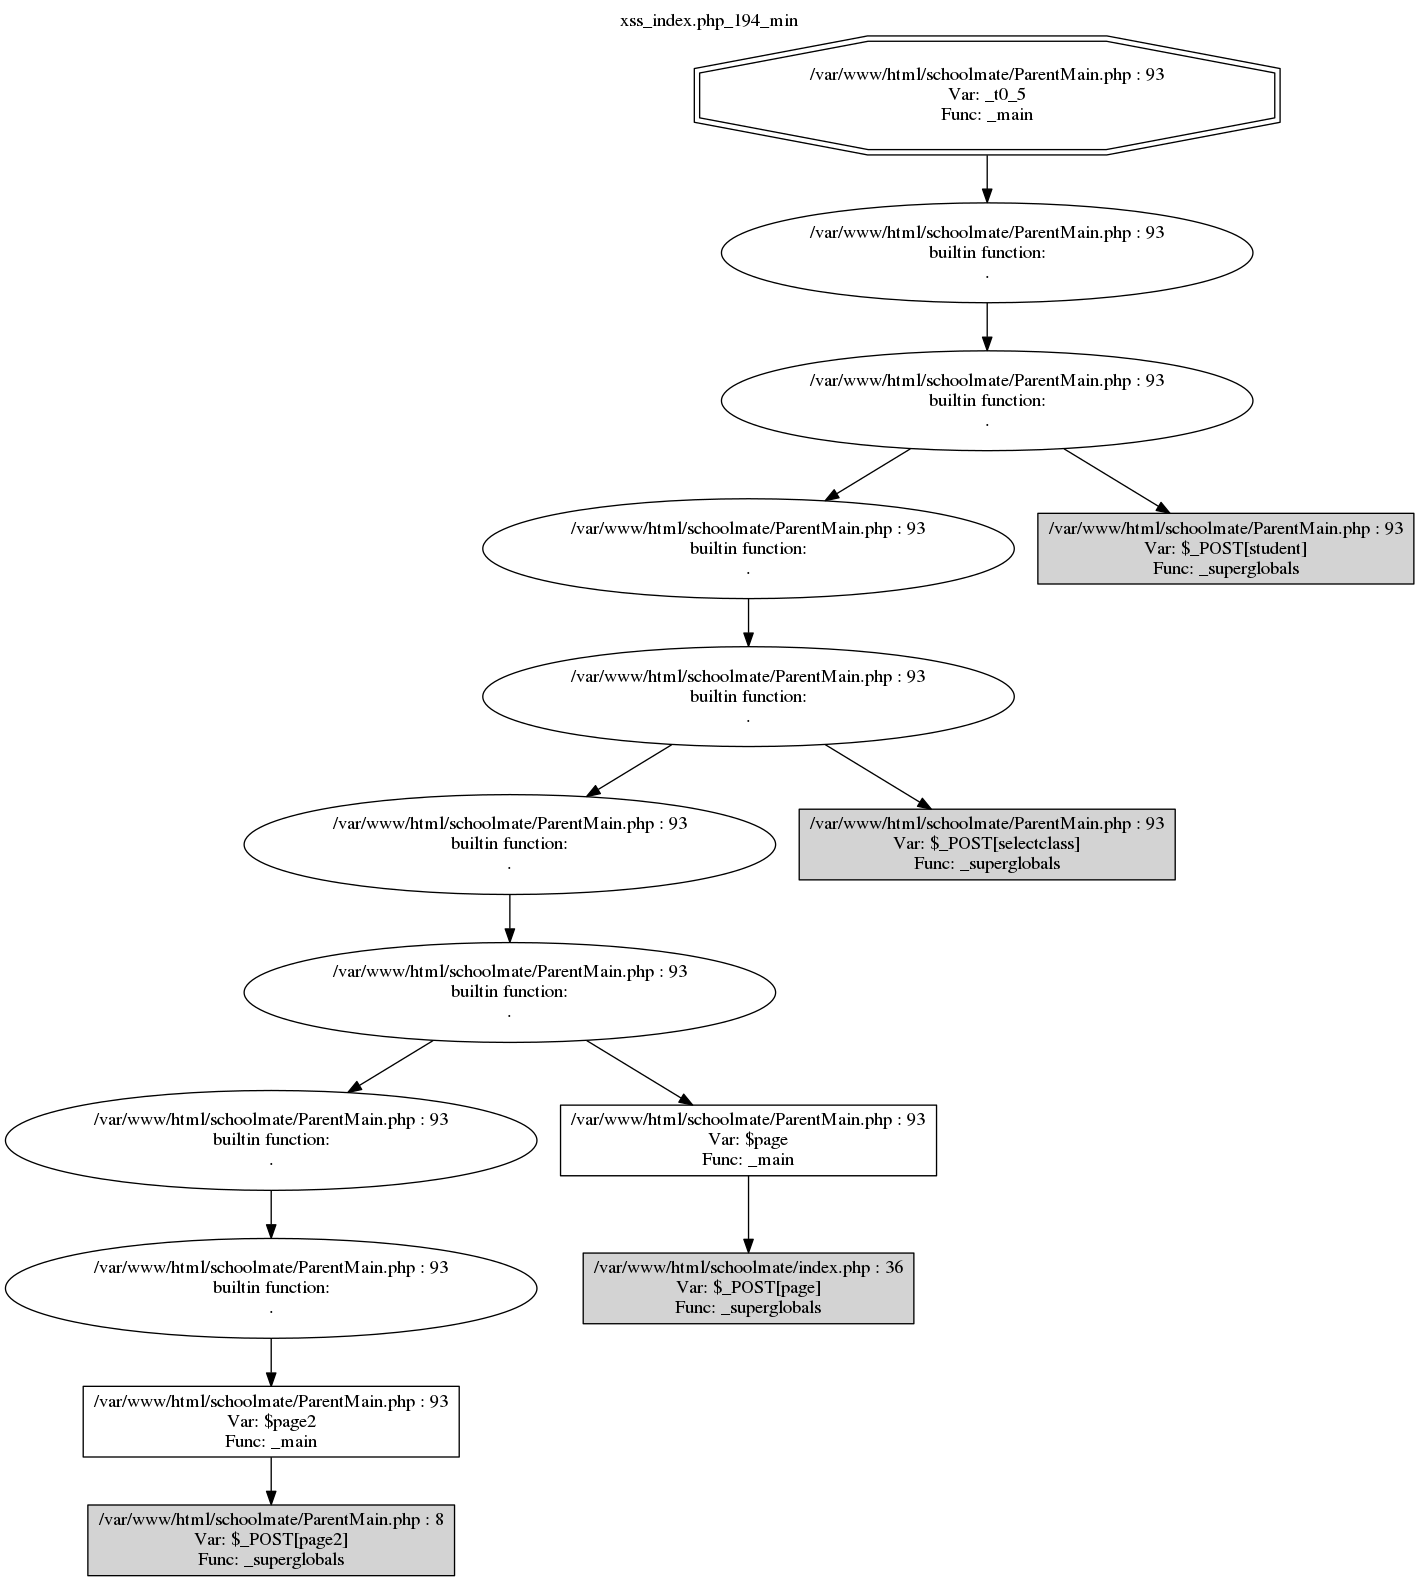 xss_index.php_194_min
/var/www/html/schoolmate/ParentMain.php : 93
Var: _t0_5
Func: _main
/var/www/html/schoolmate/ParentMain.php : 93
builtin function:
.
/var/www/html/schoolmate/ParentMain.php : 93
builtin function:
.
/var/www/html/schoolmate/ParentMain.php : 93
builtin function:
.
/var/www/html/schoolmate/ParentMain.php : 93
Var: $_POST[student]
Func: _superglobals
/var/www/html/schoolmate/ParentMain.php : 93
builtin function:
.
/var/www/html/schoolmate/ParentMain.php : 93
builtin function:
.
/var/www/html/schoolmate/ParentMain.php : 93
Var: $_POST[selectclass]
Func: _superglobals
/var/www/html/schoolmate/ParentMain.php : 93
builtin function:
.
/var/www/html/schoolmate/ParentMain.php : 93
builtin function:
.
/var/www/html/schoolmate/ParentMain.php : 93
Var: $page
Func: _main
/var/www/html/schoolmate/ParentMain.php : 93
builtin function:
.
/var/www/html/schoolmate/index.php : 36
Var: $_POST[page]
Func: _superglobals
/var/www/html/schoolmate/ParentMain.php : 93
Var: $page2
Func: _main
/var/www/html/schoolmate/ParentMain.php : 8
Var: $_POST[page2]
Func: _superglobals